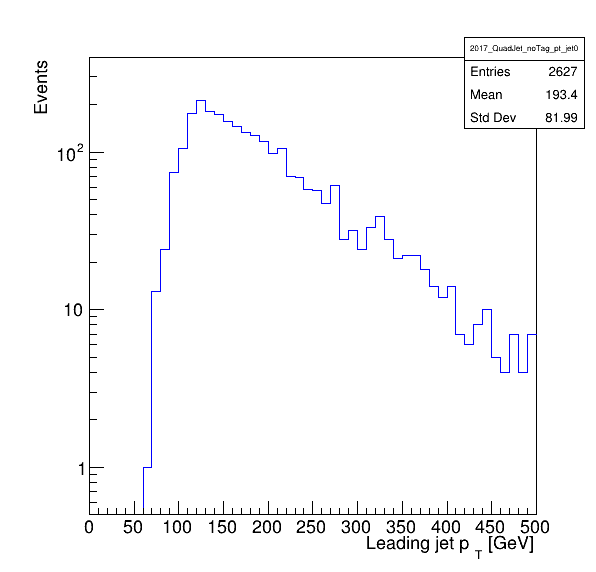 2017_QuadJet_noTag_pt_jet0
Entries 2627
Mean 193.4
Std Dev 81.99
Events
10²
10
1
0 50 100 150 200 250 300 350 400 450 500
Leading jet p_T [GeV]